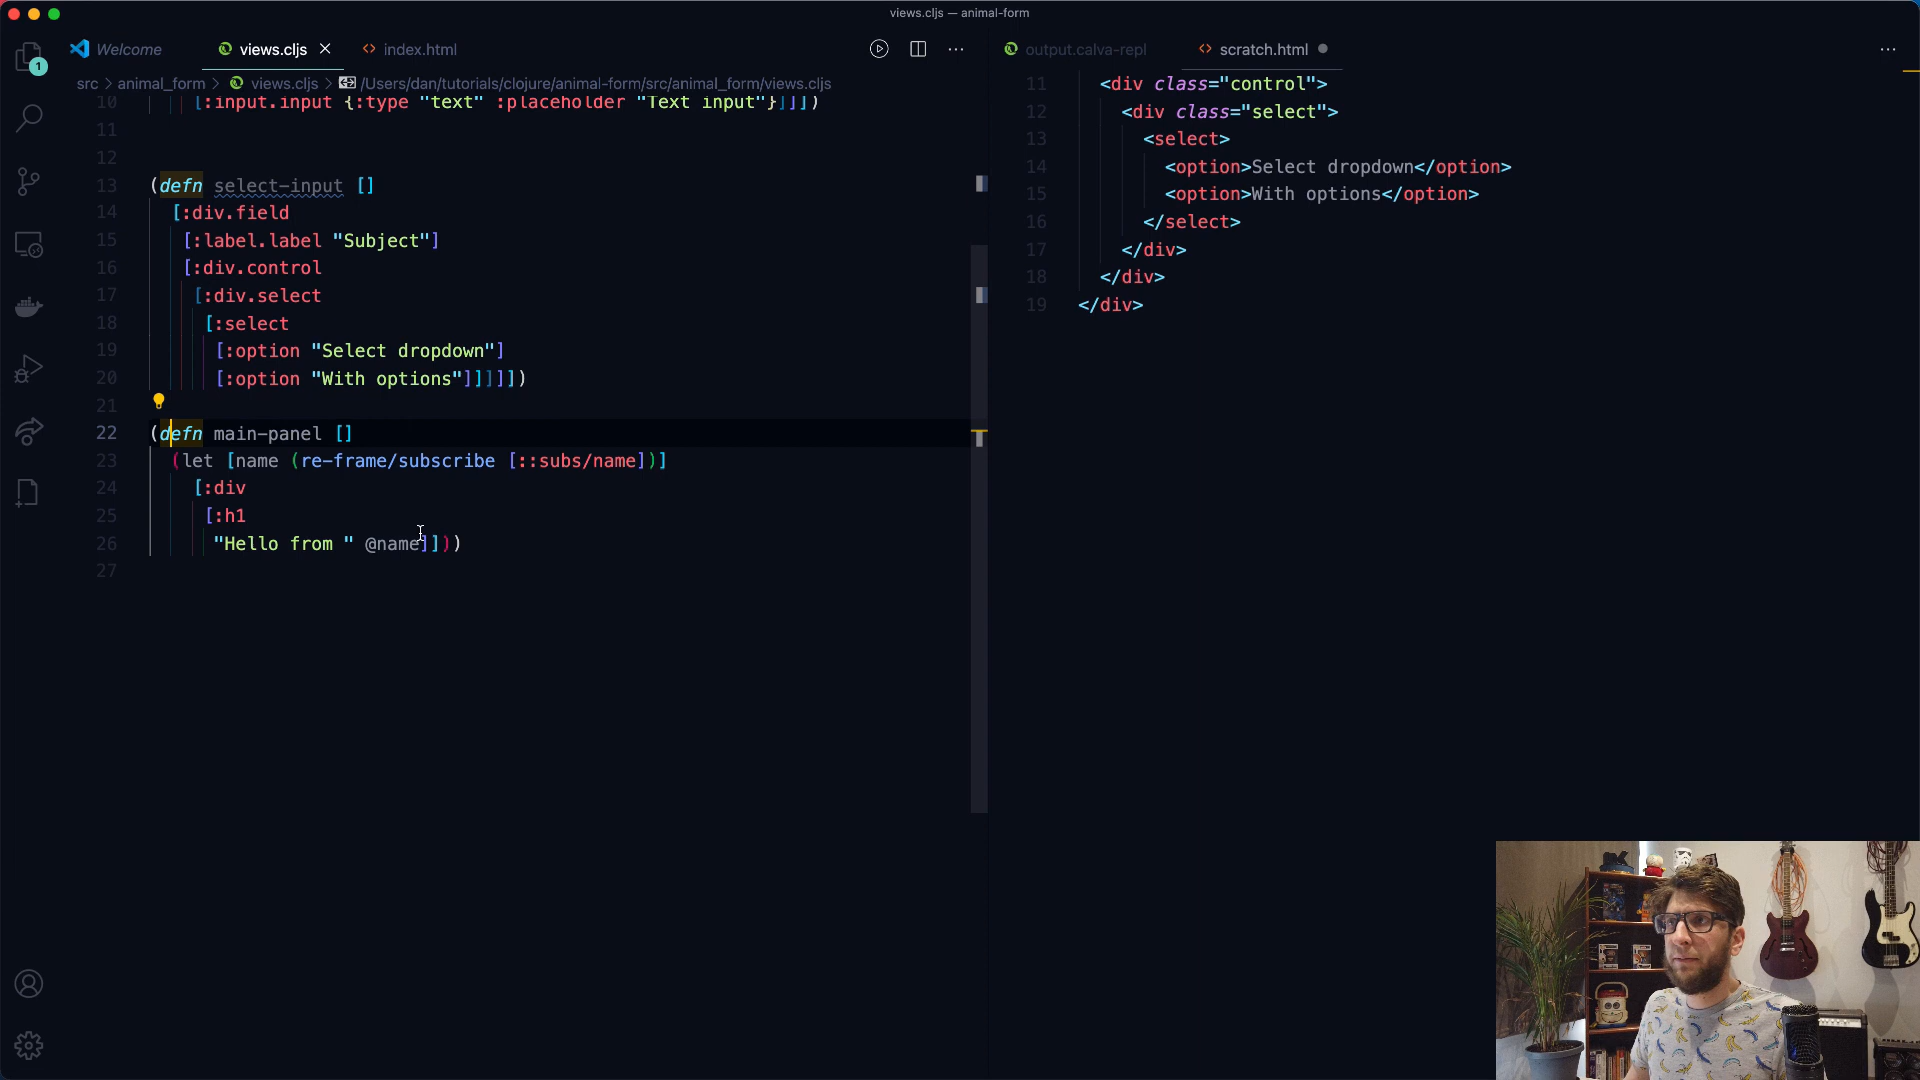 views.cljs — animal-form
Welcome
views.cljs
index.html
output.calva-repl
scratch.html
1
src > animal_form > views.cljs > /Users/dan/tutorials/clojure/animal-form/src/animal_form/views.cljs
10 [:input.input {:type "text" :placeholder "Text input"}]]])
11
12
13 (defn select-input []
14 [:div.field
15 [:label.label "Subject"]
16 [:div.control
17 [:div.select
18 [:select
19 [:option "Select dropdown"]
20 [:option "With options"]]]]])
21
22 (defn main-panel []
23 (let [name (re-frame/subscribe [::subs/name])]
24 [:div
25 [:h1
26 "Hello from " @name]]))
27
11 <div class="control">
12 <div class="select">
13 <select>
14 <option>Select dropdown</option>
15 <option>With options</option>
16 </select>
17 </div>
18 </div>
19 </div>